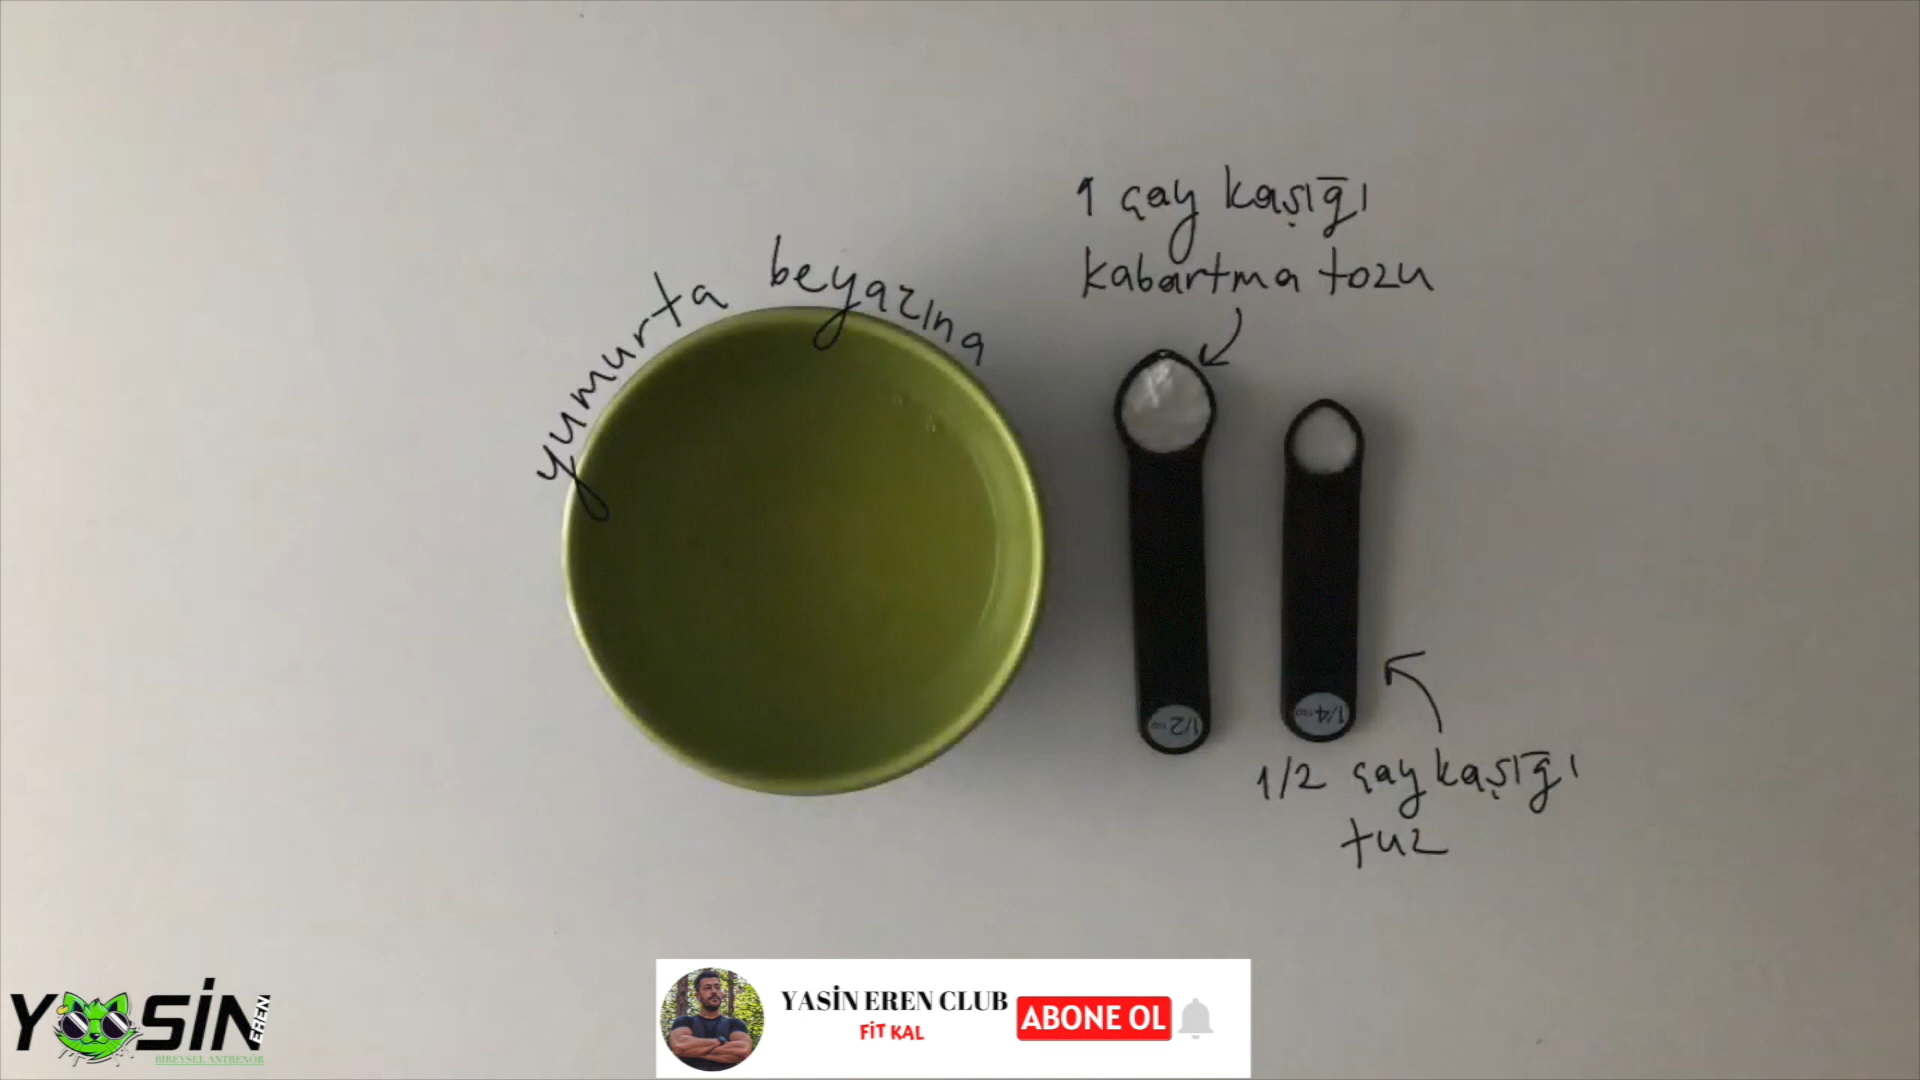 yumurta beyazına
1 çay kaşığı
kabartma tozu
1/2 TSP
1/4 TSP
1/2 çay kaşığı
tuz
YASİN
EREN
BİREYSEL ANTRENÖR
YASİN EREN CLUB
FİT KAL
ABONE OL